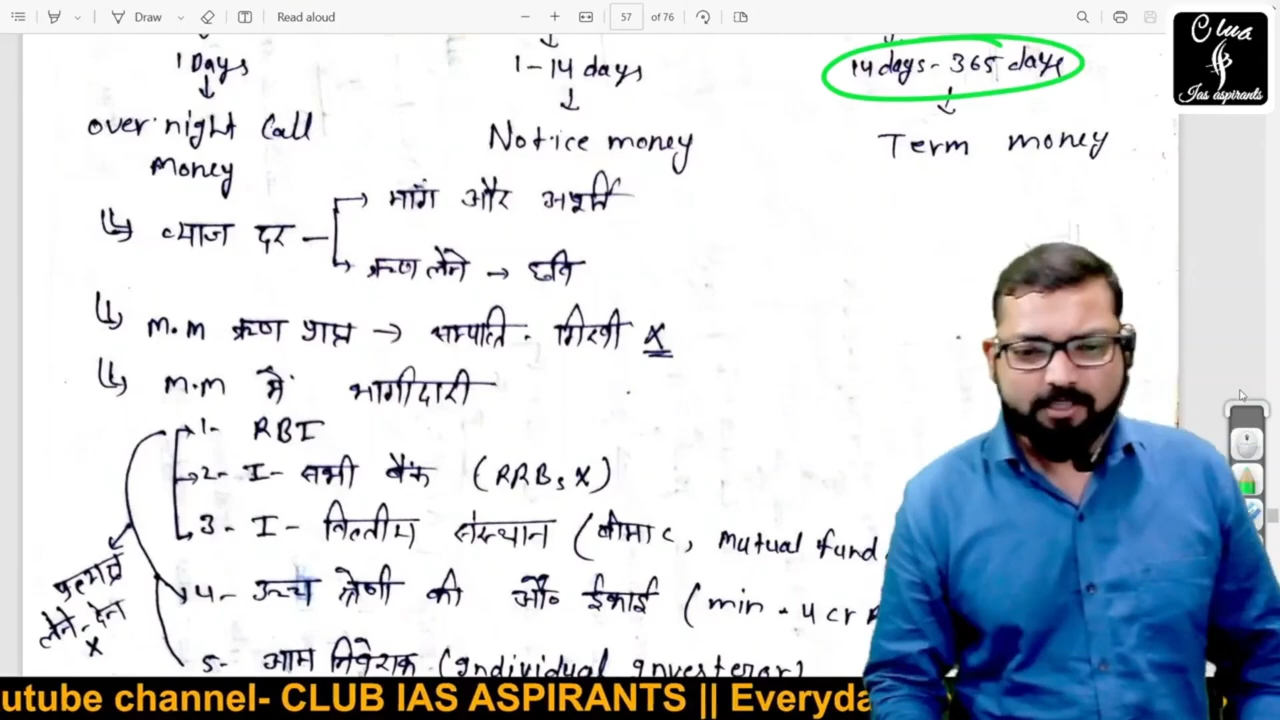 Draw
Read aloud
57 of 76
Club
Ias aspirants
1 Days
1-14 days
14 days - 365 days
over night Call Money
Notice money
Term money
ब्याज दर
मांग और
ऋण लेने → छवि
M.M ऋण प्राप्त → सम्पत्ति - गिरवी X
M.M में भागीदारी
1- RBI
2- I- सभी बैंक (RRBs X)
3- I- वित्तीय संस्थान (बीमा c, mutual fund
4- उच्च श्रेणी की औ० ईकाई (min - 4 cr
प्रत्यक्ष लेन-देन X
5- आम निवेशक (individual
utube channel- CLUB IAS ASPIRANTS || Everyda